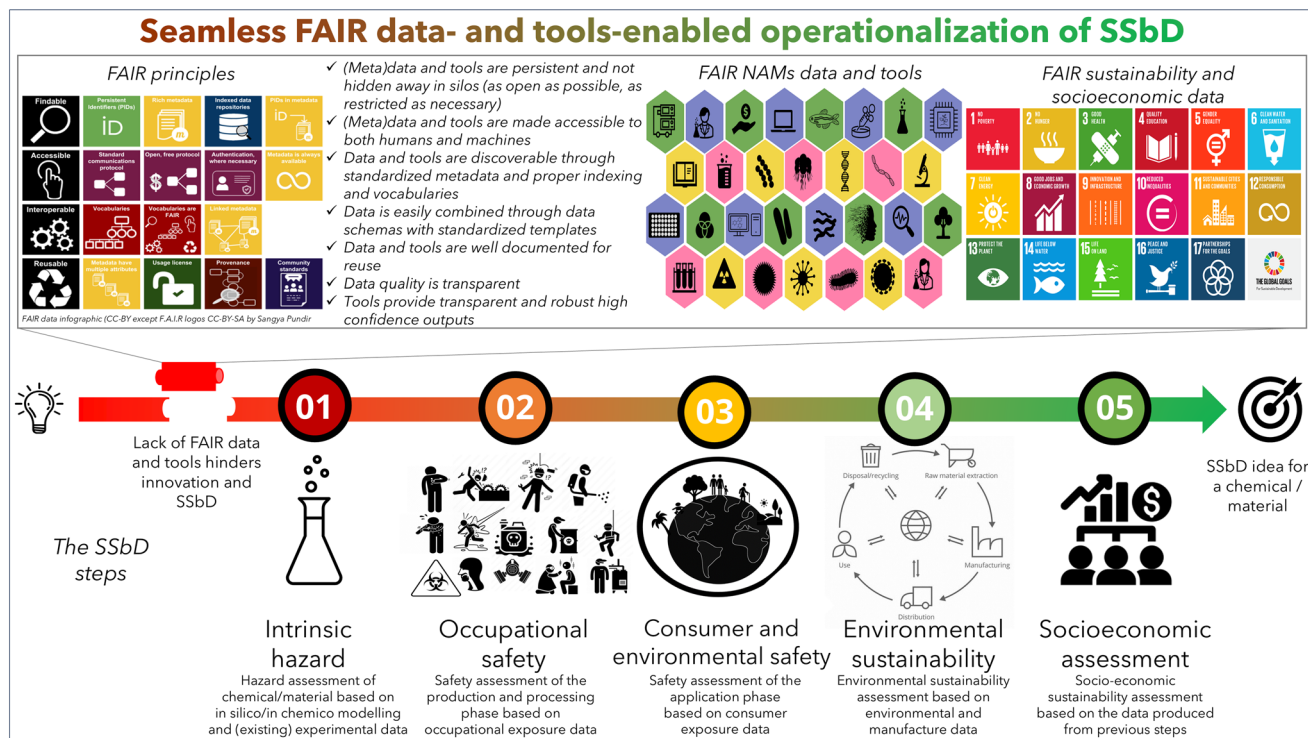 Seamless FAIR data- and tools-enabled operationalization of SSbD
FAIR principles
Findable
Persistent
Identifiers (PIDs)
iD
Rich metadata
m
Indexed data
repositories
PIDs in metadata
iD
m
Accessible
Standard
communications
protocol
Open, free protocol
$
Authentication,
where necessary
Metadata is always
available
Interoperable
Vocabularies
Vocabularies are
FAIR
Linked metadata
Reusable
Metadata have
multiple attributes
Usage license
Provenance
Community
standards
FAIR data infographic (CC-BY except F.A.I.R logos CC-BY-SA by Sangya Pundir
✓ (Meta)data and tools are persistent and not
hidden away in silos (as open as possible, as
restricted as necessary)
✓ (Meta)data and tools are made accessible to
both humans and machines
✓ Data and tools are discoverable through
standardized metadata and proper indexing
and vocabularies
✓ Data is easily combined through data
schemas with standardized templates
✓ Data and tools are well documented for
reuse
✓ Data quality is transparent
✓ Tools provide transparent and robust high
confidence outputs
FAIR NAMs data and tools
$
FAIR sustainability and
socioeconomic data
1 NO
POVERTY
2 NO
HUNGER
3 GOOD
HEALTH
4 QUALITY
EDUCATION
5 GENDER
EQUALITY
6 CLEAN WATER
AND SANITATION
7 CLEAN
ENERGY
8 GOOD JOBS AND
ECONOMIC GROWTH
9 INNOVATION AND
INFRASTRUCTURE
10 REDUCED
INEQUALITIES
11 SUSTAINABLE CITIES
AND COMMUNITIES
12 RESPONSIBLE
CONSUMPTION
13 PROTECT THE
PLANET
14 LIFE BELOW
WATER
15 LIFE
ON LAND
16 PEACE AND
JUSTICE
17 PARTNERSHIPS
FOR THE GOALS
THE GLOBAL GOALS
For Sustainable Development
01
02
03
04
05
Lack of FAIR data
and tools hinders
innovation and
SSbD
SSbD idea for
a chemical /
material
The SSbD
steps
Disposal/recycling
Raw material extraction
Use
Manufacturing
Distribution
$
Intrinsic
hazard
Hazard assessment of
chemical/material based on
in silico/in chemico modelling
and (existing) experimental data
Occupational
safety
Safety assessment of the
production and processing
phase based on
occupational exposure data
Consumer and
environmental safety
Safety assessment of the
application phase
based on consumer
exposure data
Environmental
sustainability
Environmental sustainability
assessment based on
environmental and
manufacture data
Socioeconomic
assessment
Socio-economic
sustainability assessment
based on the data produced
from previous steps